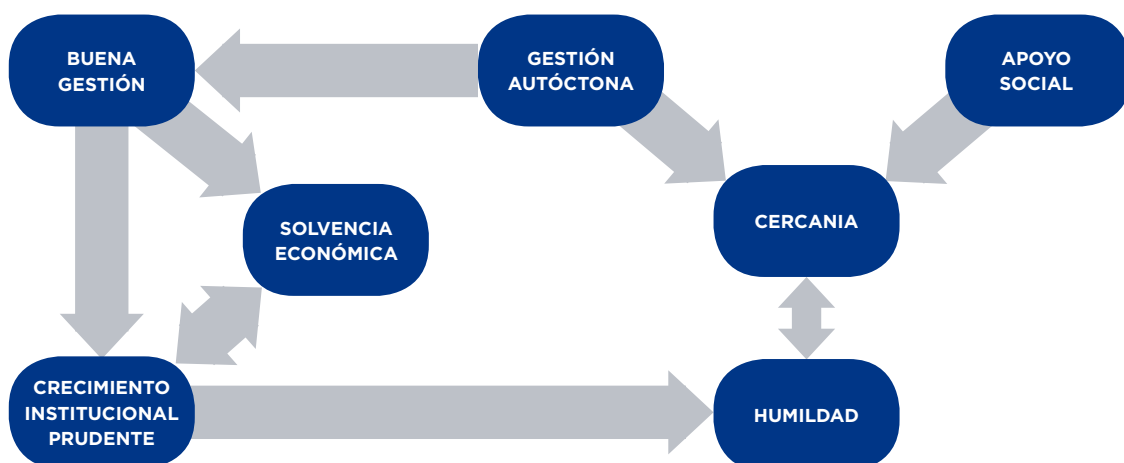 BUENA
GESTIÓN
GESTIÓN
AUTÓCTONA
APOYO
SOCIAL
SOLVENCIA
ECONÓMICA
CERCANIA
CRECIMIENTO
INSTITUCIONAL
PRUDENTE
HUMILDAD